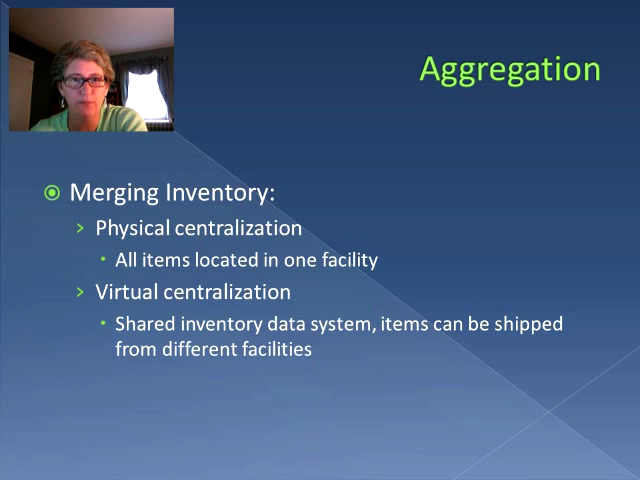 Aggregation
Merging Inventory:
Physical centralization
All items located in one facility
Virtual centralization
Shared inventory data system, items can be shipped
from different facilities